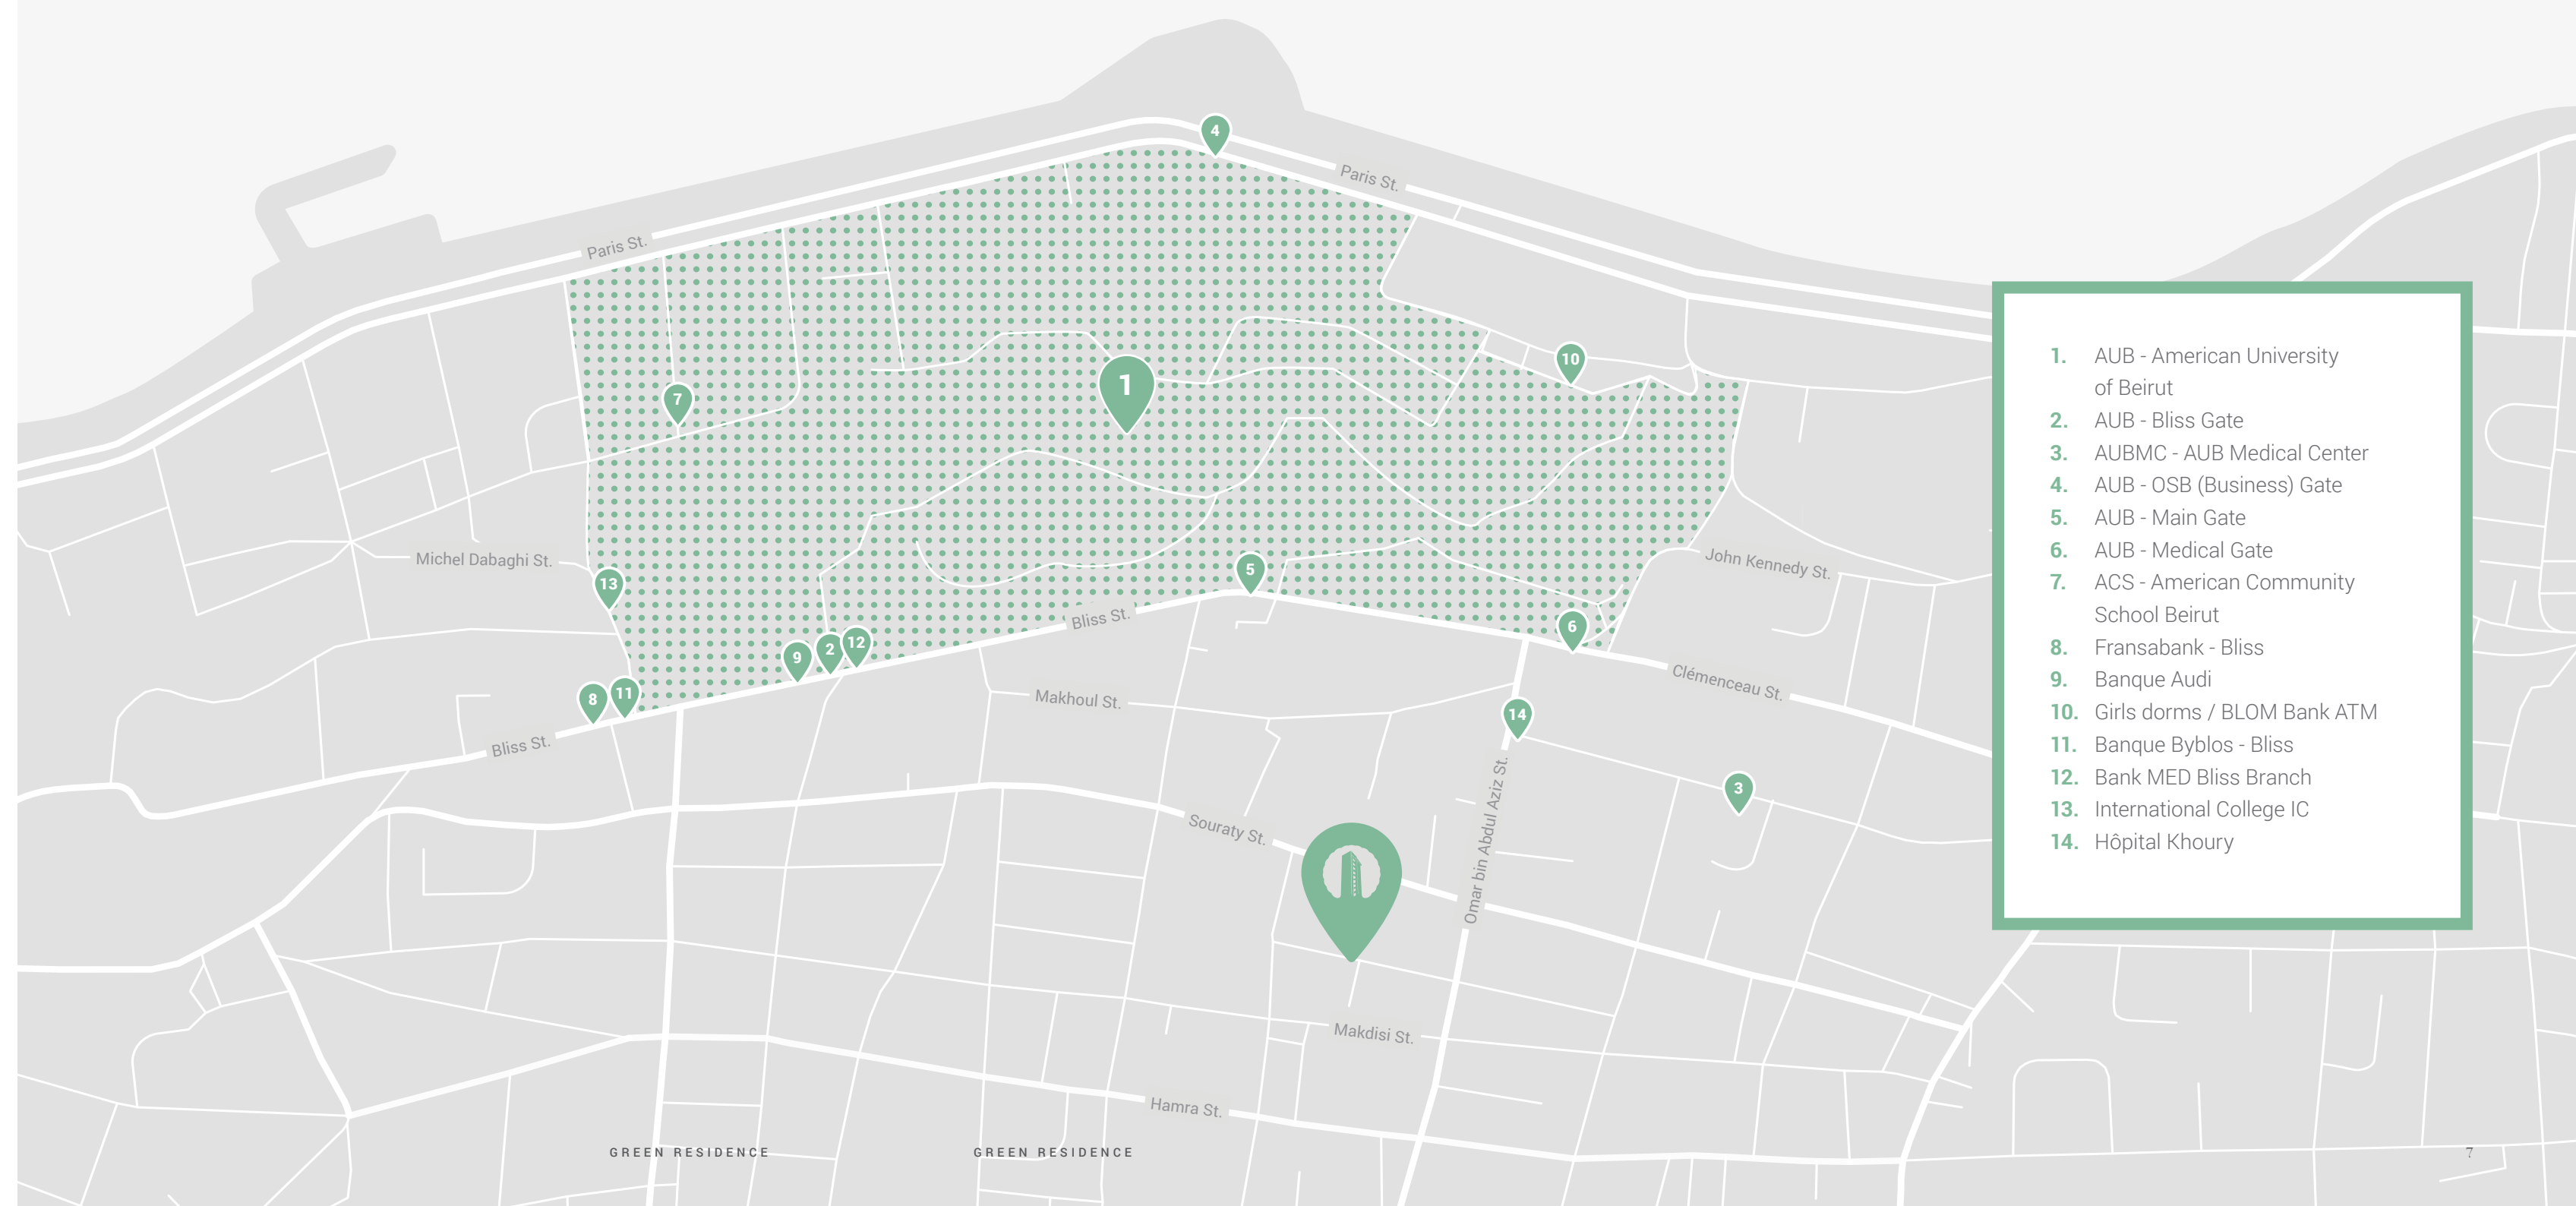 4
Paris St.
Paris St.
10
1
7
Michel Dabaghi St.
John Kennedy St.
13
5
Bliss St.
6
9
2
12
Clémenceau St.
8
11
Makhoul St.
14
Bliss St.
3
Souraty St.
Omar bin Abdul Aziz St.
Makdisi St.
Hamra St.
1. AUB - American University
of Beirut
2. AUB - Bliss Gate
3. AUBMC - AUB Medical Center
4. AUB - OSB (Business) Gate
5. AUB - Main Gate
6. AUB - Medical Gate
7. ACS - American Community
School Beirut
8. Fransabank - Bliss
9. Banque Audi
10. Girls dorms / BLOM Bank ATM
11. Banque Byblos - Bliss
12. Bank MED Bliss Branch
13. International College IC
14. Hôpital Khoury
GREEN RESIDENCE
GREEN RESIDENCE
7